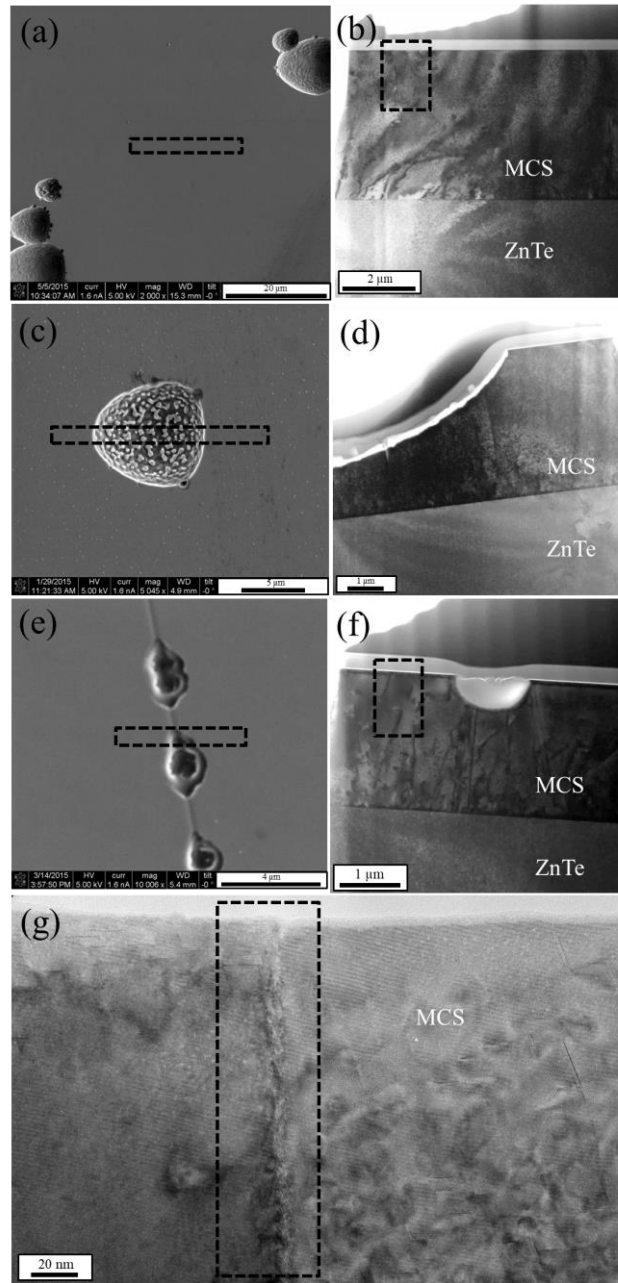 (a)
5/5/2015 curr HV mag WD tilt
10:34:07 AM 1.6 nA 5.00 kV 2 000 x 15.3 mm -0 ° 20 μm
(b)
MCS
ZnTe
2 μm
(c)
1/29/2015 curr HV mag WD tilt
11:21:33 AM 1.6 nA 5.00 kV 5 045 x 4.9 mm -0 ° 5 μm
(d)
MCS
ZnTe
1 μm
(e)
3/14/2015 curr HV mag WD tilt
3:57:50 PM 1.6 nA 5.00 kV 10 006 x 5.4 mm -0 ° 4 μm
(f)
MCS
ZnTe
1 μm
(g)
MCS
20 nm